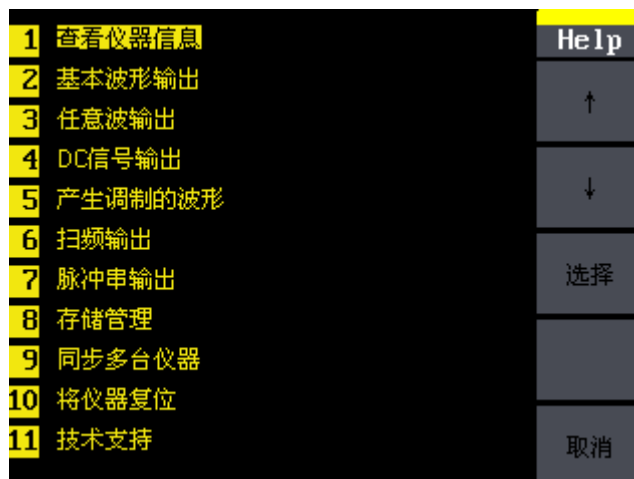 1 查看仪器信息
2 基本波形输出
3 任意波输出
4 DC信号输出
5 产生调制的波形
6 扫频输出
7 脉冲串输出
8 存储管理
9 同步多台仪器
10 将仪器复位
11 技术支持
Help
↑
↓
选择
取消